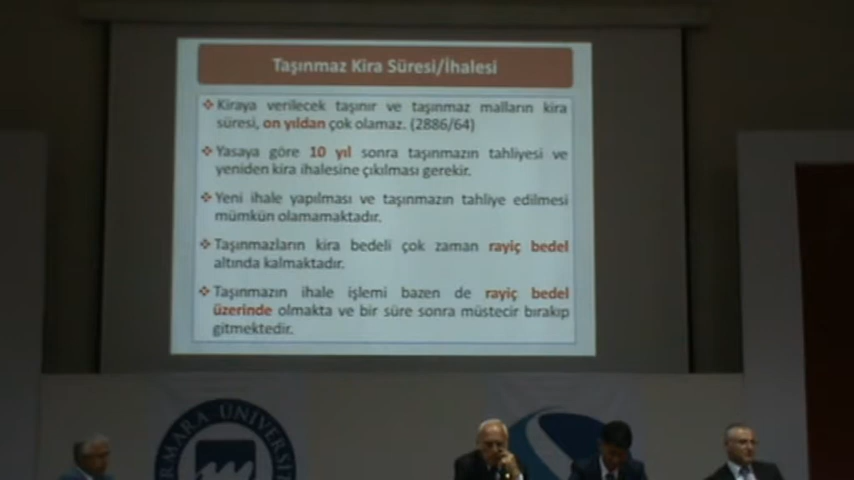 Taşınmaz Kira Süresi/İhalesi
❖ Kiraya verilecek taşınır ve taşınmaz malların kira
süresi, on yıldan çok olamaz. (2886/64)
❖ Yasaya göre 10 yıl sonra taşınmazın tahliyesi ve
yeniden kira ihalesine çıkılması gerekir.
❖ Yeni ihale yapılması ve taşınmazın tahliye edilmesi
mümkün olamamaktadır.
❖ Taşınmazların kira bedeli çok zaman rayiç bedel
altında kalmaktadır.
❖ Taşınmazın ihale işlemi bazen de rayiç bedel
üzerinde olmakta ve bir süre sonra müstecir bırakıp
gitmektedir.
RMARA ÜNİVERSİ